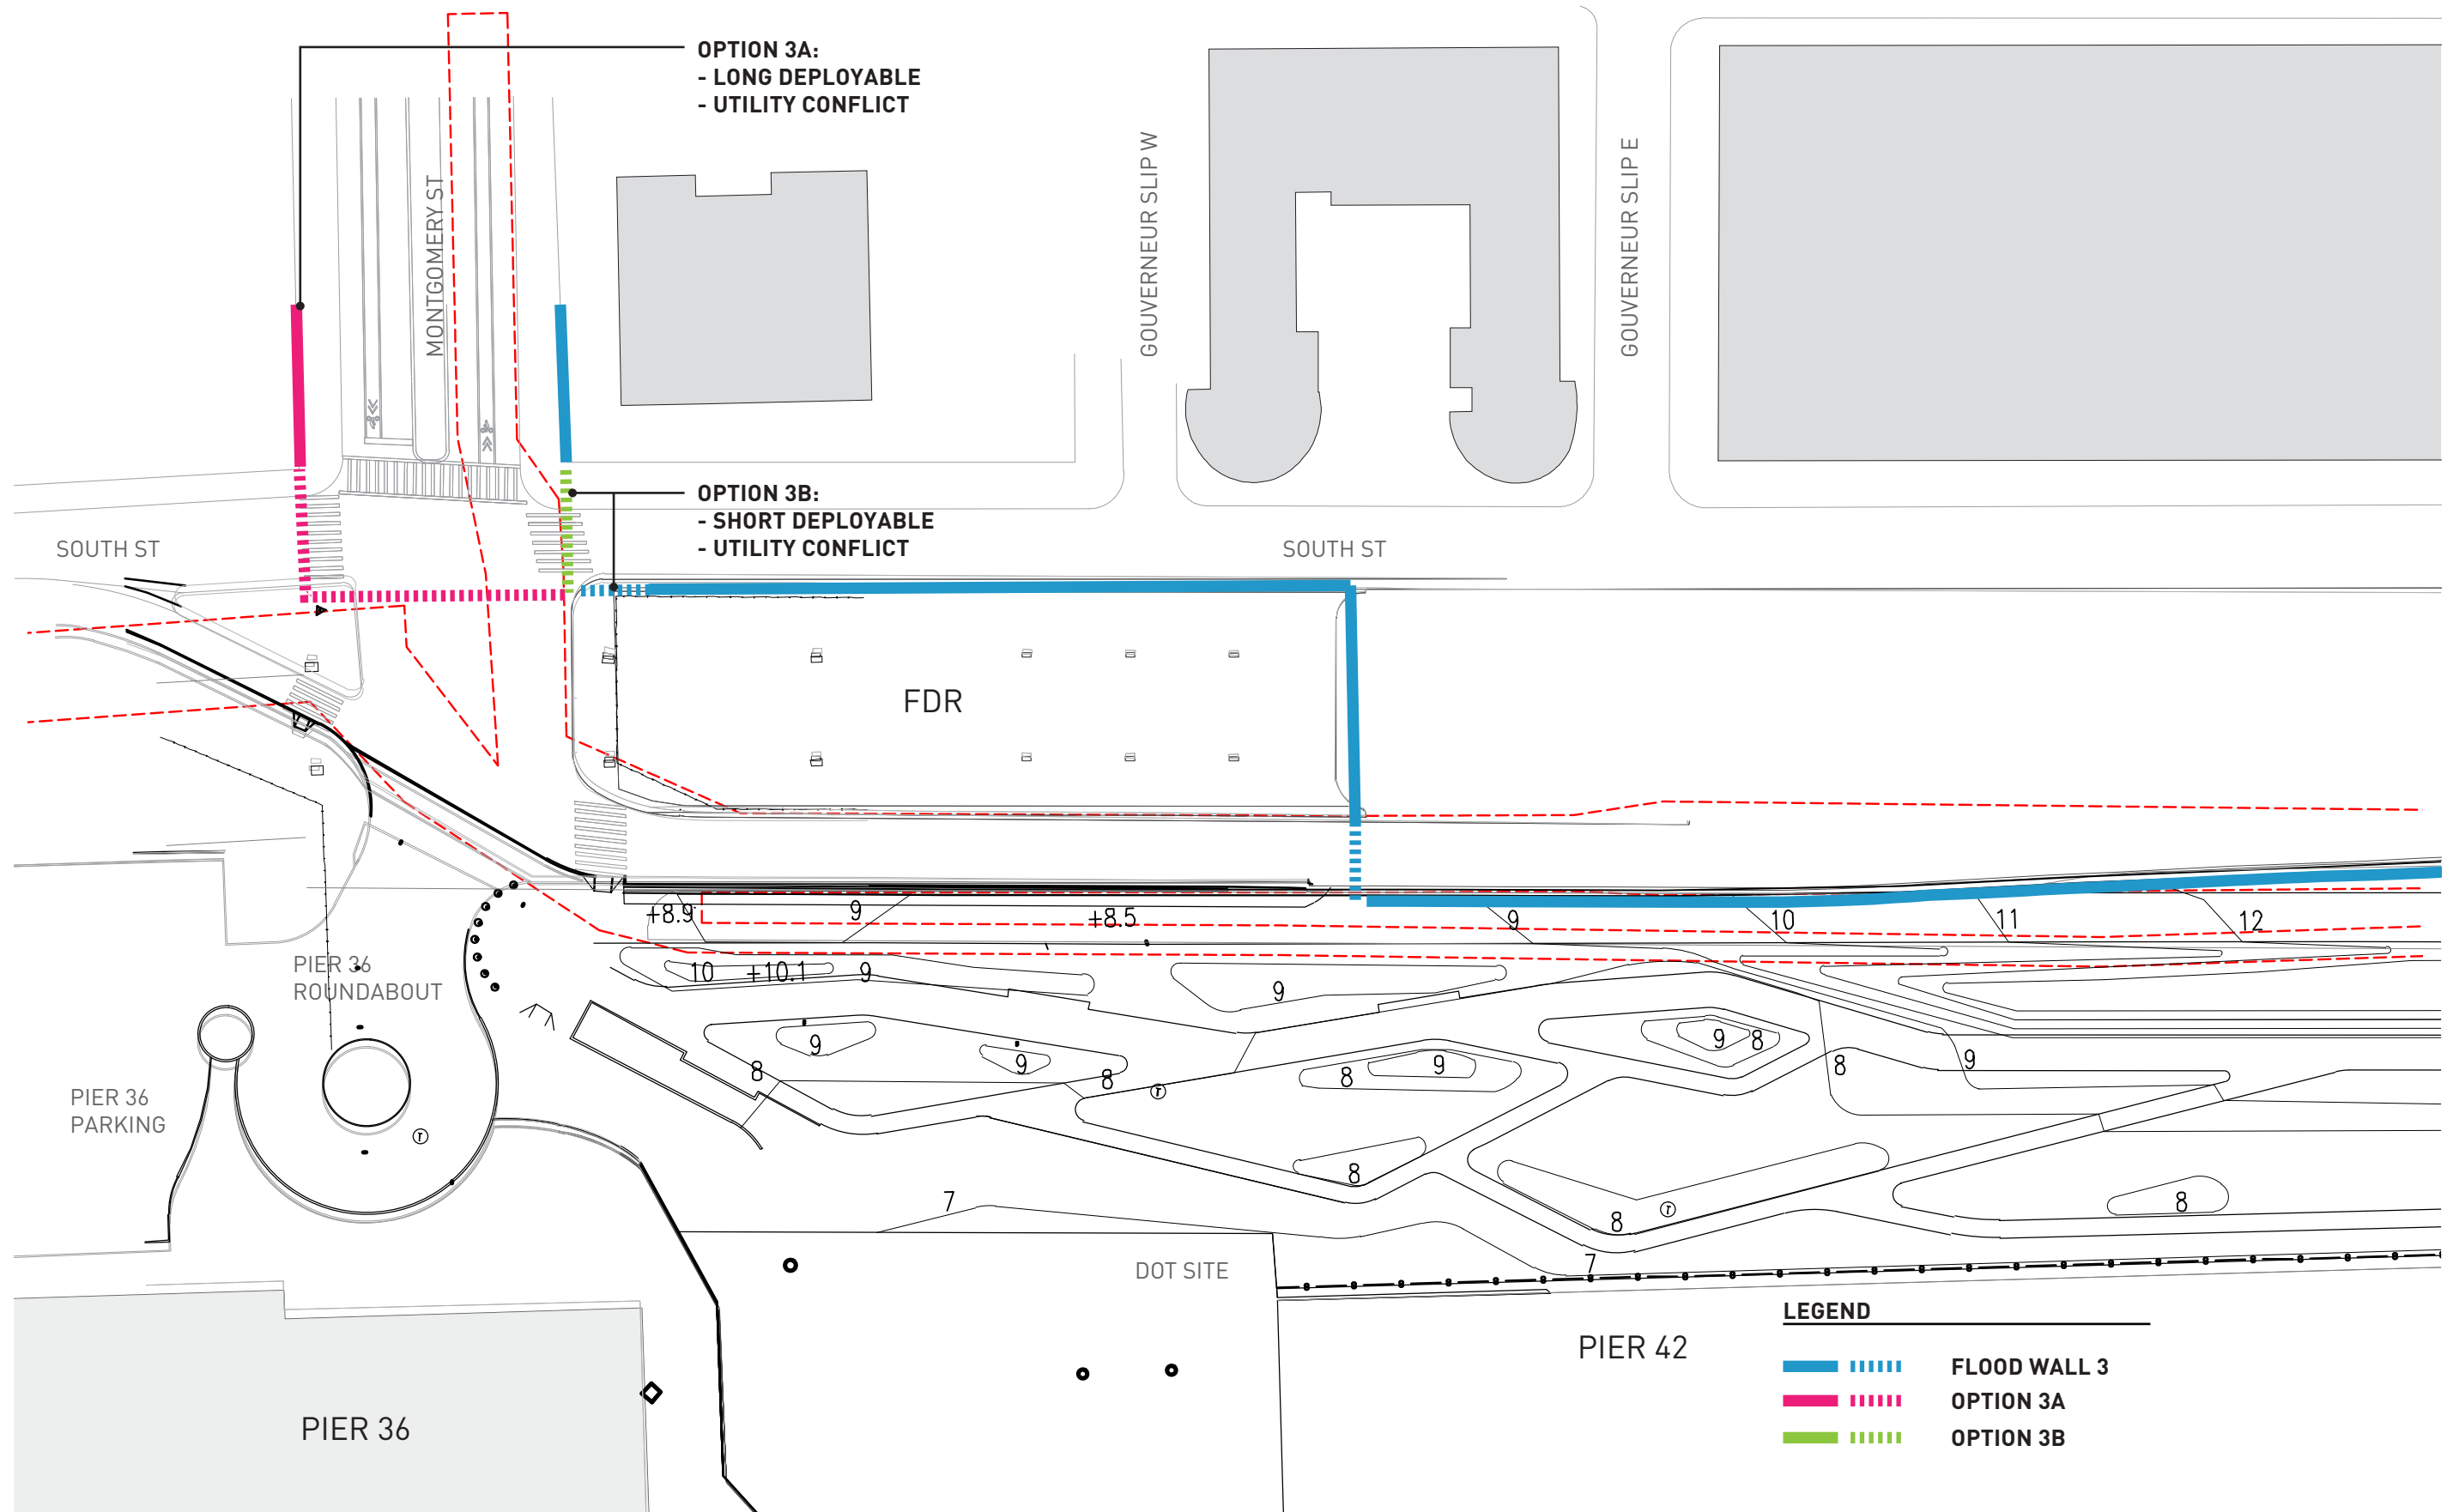 OPTION 3A:
- LONG DEPLOYABLE
- UTILITY CONFLICT
MONTGOMERY ST
GOUVERNEUR SLIP W
GOUVERNEUR SLIP E
OPTION 3B:
- SHORT DEPLOYABLE
- UTILITY CONFLICT
SOUTH ST
SOUTH ST
FDR
+8.9
9
+8.5
9
10
11
12
PIER 36
ROUNDABOUT
10
+10.1
9
9
9
9
8
8
8
9
9
8
8
9
PIER 36
PARKING
8
8
8
7
7
DOT SITE
PIER 42
PIER 36
LEGEND
FLOOD WALL 3
OPTION 3A
OPTION 3B